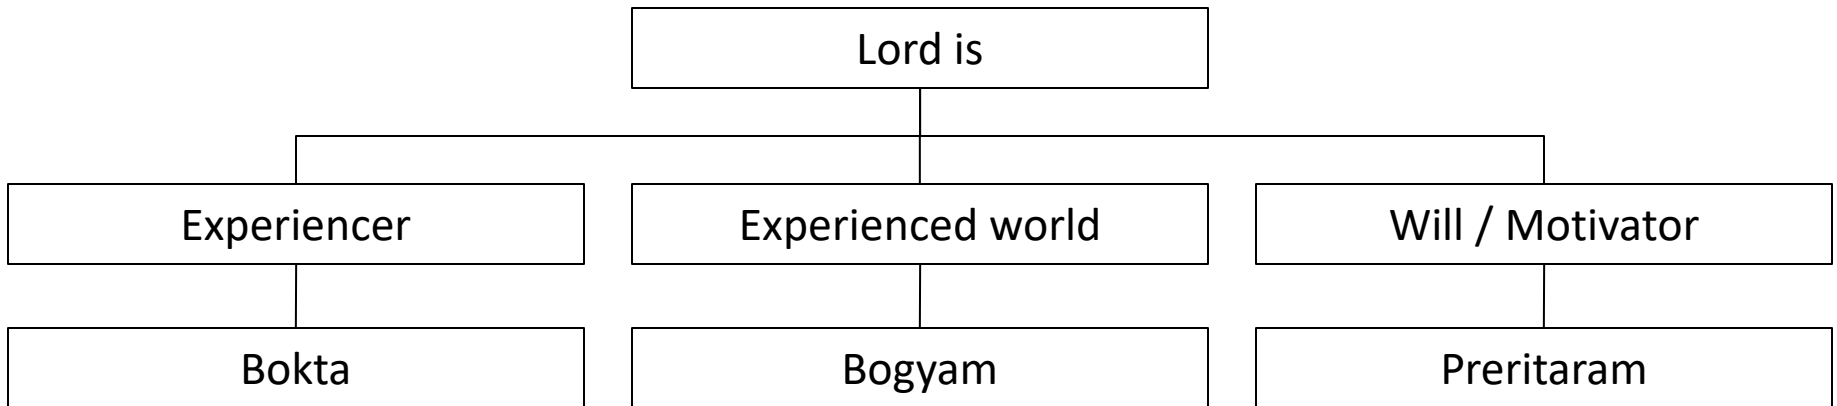 Lord is
Experiencer
Experienced world
Will / Motivator
Bokta
Bogyam
Preritaram